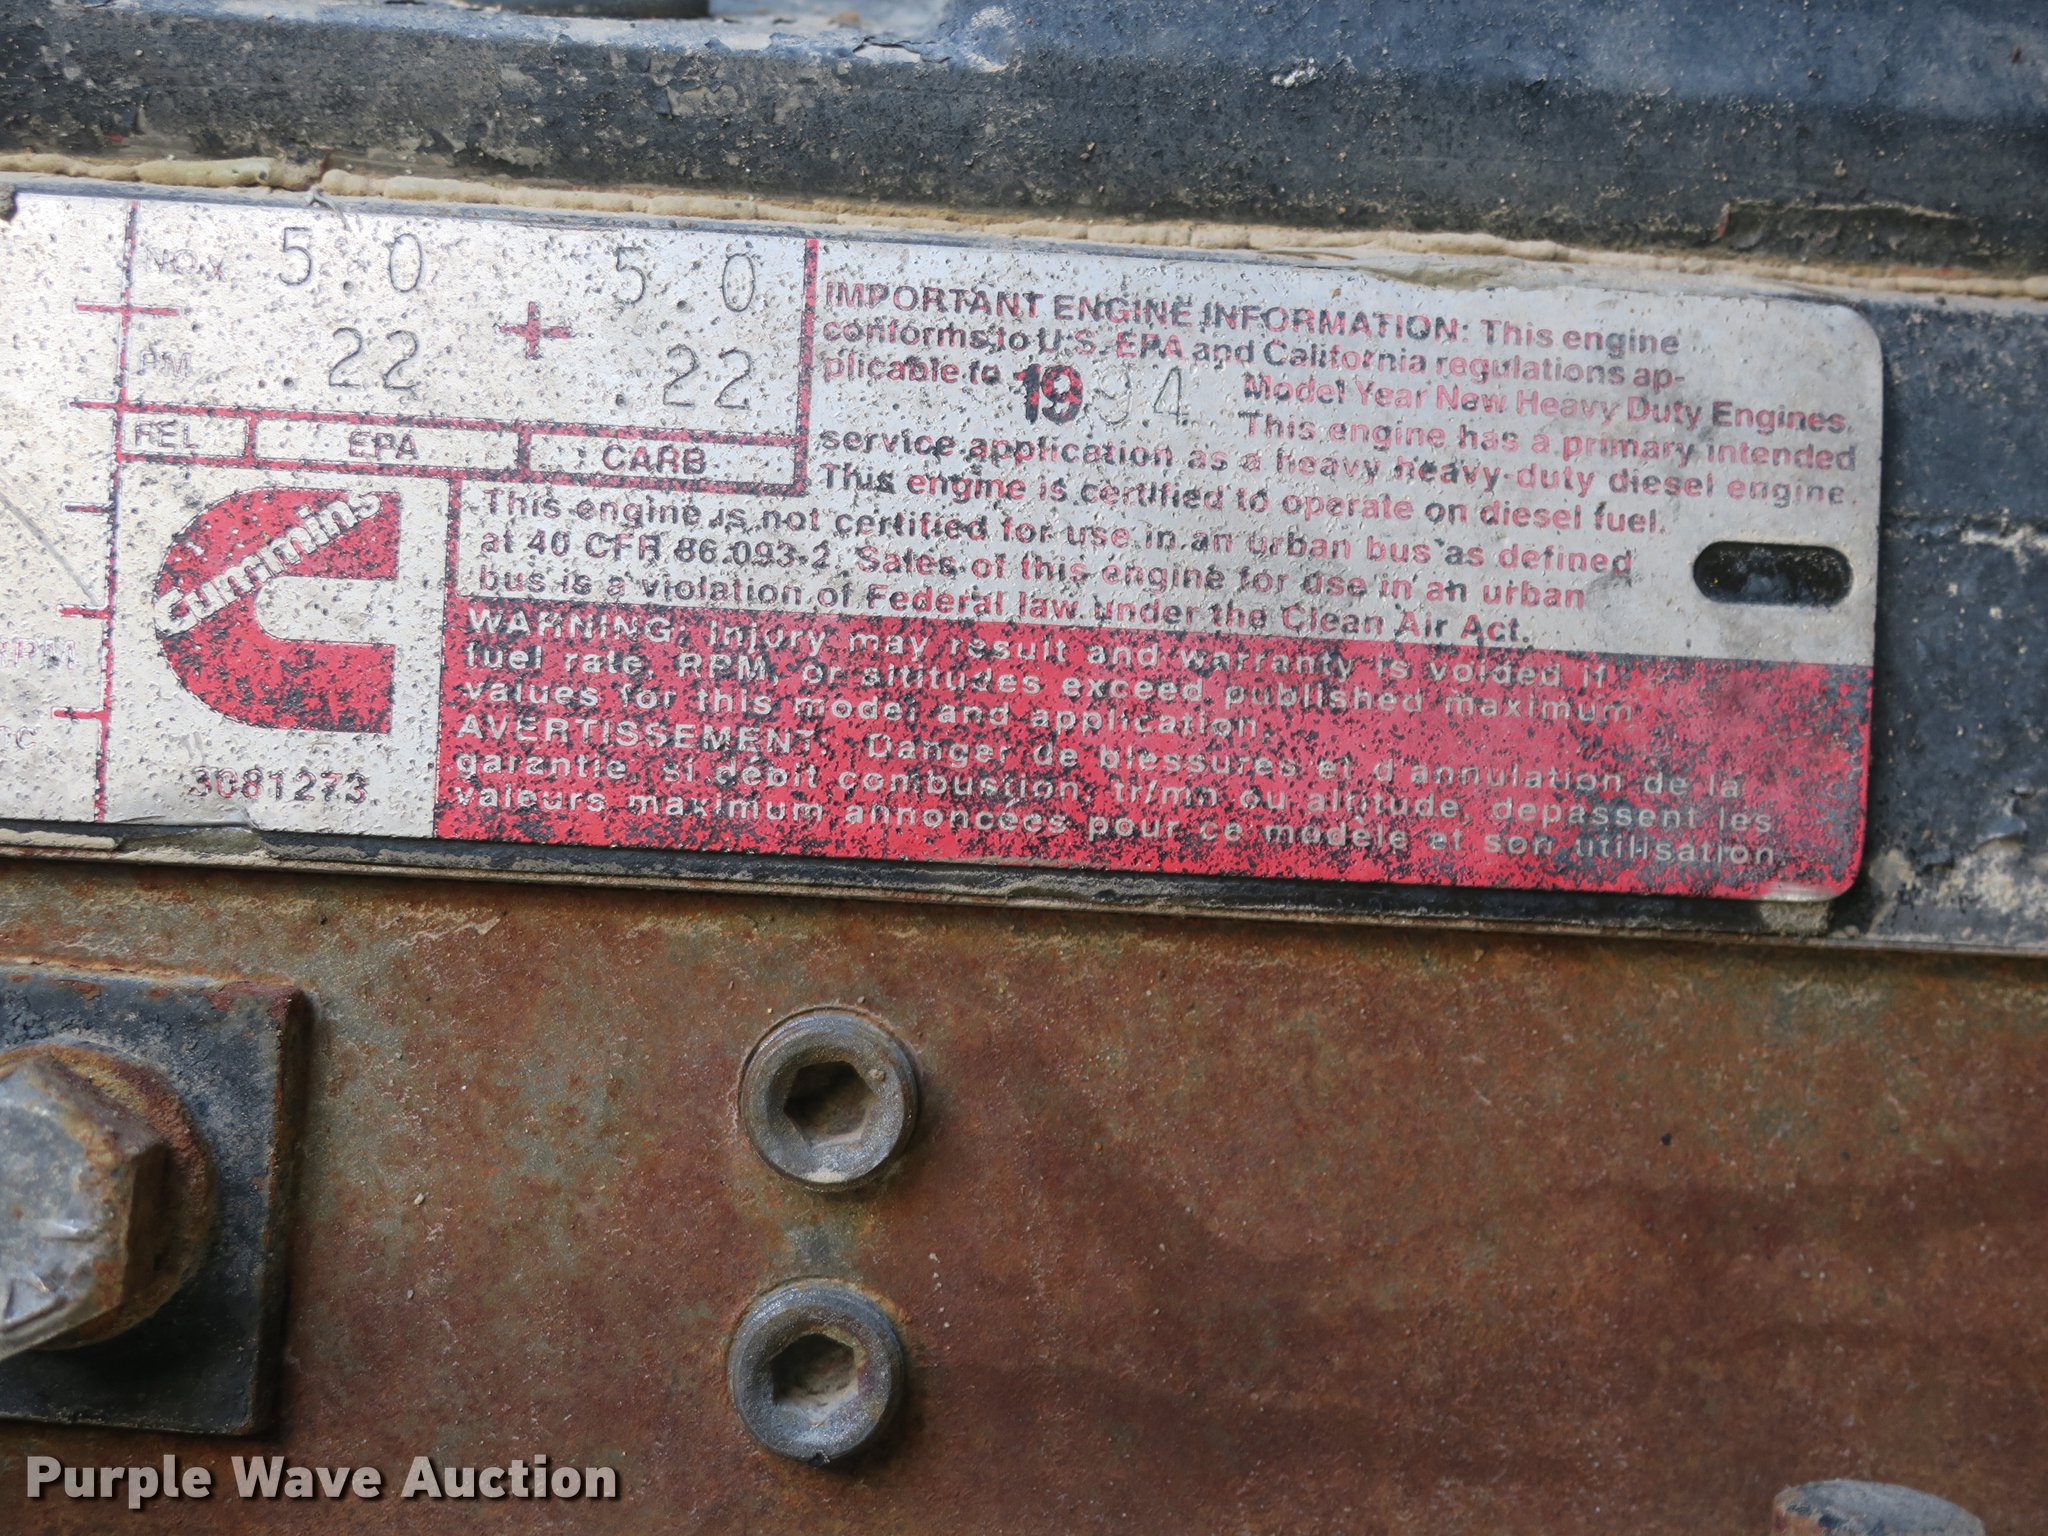 NOx 5 0 5 0
PM 22 22
FEL EPA CARB
Cummins
3081273
IMPORTANT ENGINE INFORMATION: This engine
conforms to U.S. EPA and California regulations ap-
plicable to 1994 Model Year New Heavy Duty Engines.
This engine has a primary intended
service application as a heavy heavy-duty diesel engine.
This engine is certified to operate on diesel fuel.
This engine is not certified for use in an urban bus as defined
at 40 CFR 86.093-2. Sales of this engine for use in an urban
bus is a violation of Federal law under the Clean Air Act.
WARNING. Injury may result and warranty is voided if
fuel rate, RPM, or altitudes exceed published maximum
values for this model and application.
AVERTISSEMENT. Danger de blessures et d'annulation de la
garantie, si débit combustion, tr/mn ou altitude, dépassent les
valeurs maximum annoncées pour ce modèle et son utilisation
RPM
Purple Wave Auction